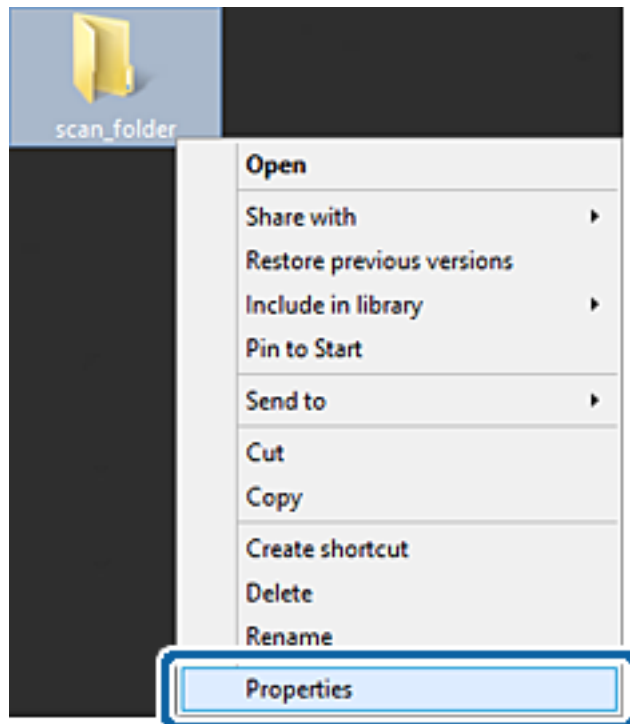 scan_folder
Open
Share with
Restore previous versions
Include in library
Pin to Start
Send to
Cut
Copy
Create shortcut
Delete
Rename
Properties